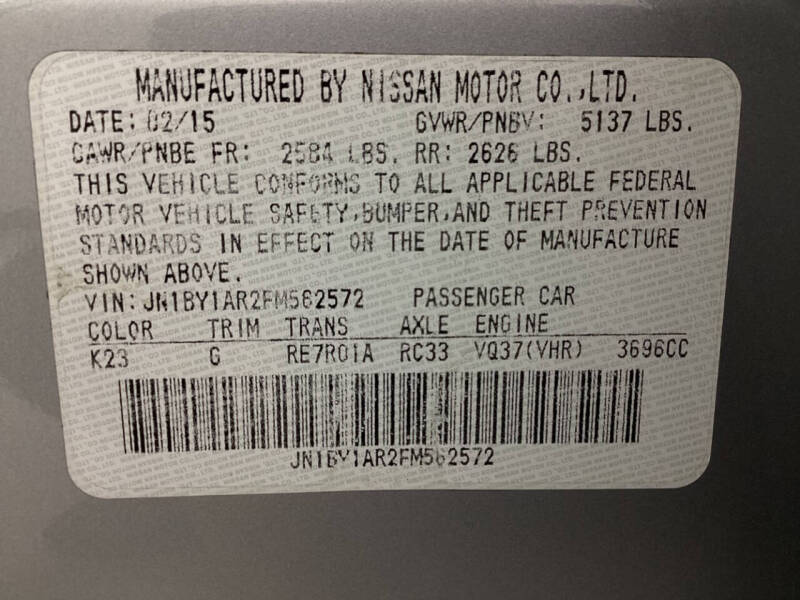 MANUFACTURED BY NISSAN MOTOR CO.,LTD.
DATE: 02/15 GVWR/PNBV: 5137 LBS.
GAWR/PNBE FR: 2584 LBS. RR: 2626 LBS.
THIS VEHICLE CONFORMS TO ALL APPLICABLE FEDERAL
MOTOR VEHICLE SAFETY,BUMPER,AND THEFT PREVENTION
STANDARDS IN EFFECT ON THE DATE OF MANUFACTURE
SHOWN ABOVE.
VIN: JN1BY1AR2FM562572 PASSENGER CAR
COLOR TRIM TRANS AXLE ENGINE
K23 G RE7R01A RC33 VQ37(VHR) 3696CC
JN1BY1AR2FM562572